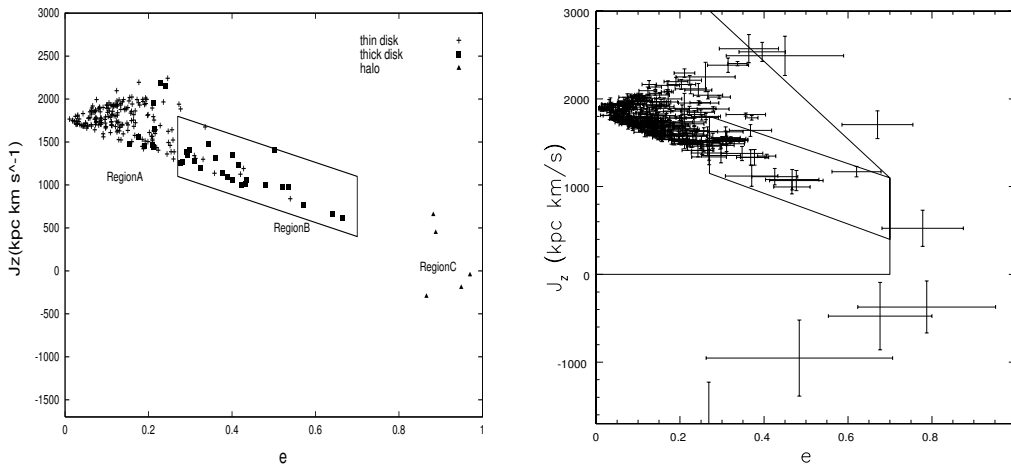 3000
2500
2000
1500
1000
500
0
-500
-1000
-1500
Jz(kpc km s^-1)
thin disk
thick disk
halo
RegionA
RegionB
RegionC
0 0.2 0.4 0.6 0.8 1
e
3000
2000
1000
0
-1000
J_z (kpc km/s)
0 0.2 0.4 0.6 0.8
e